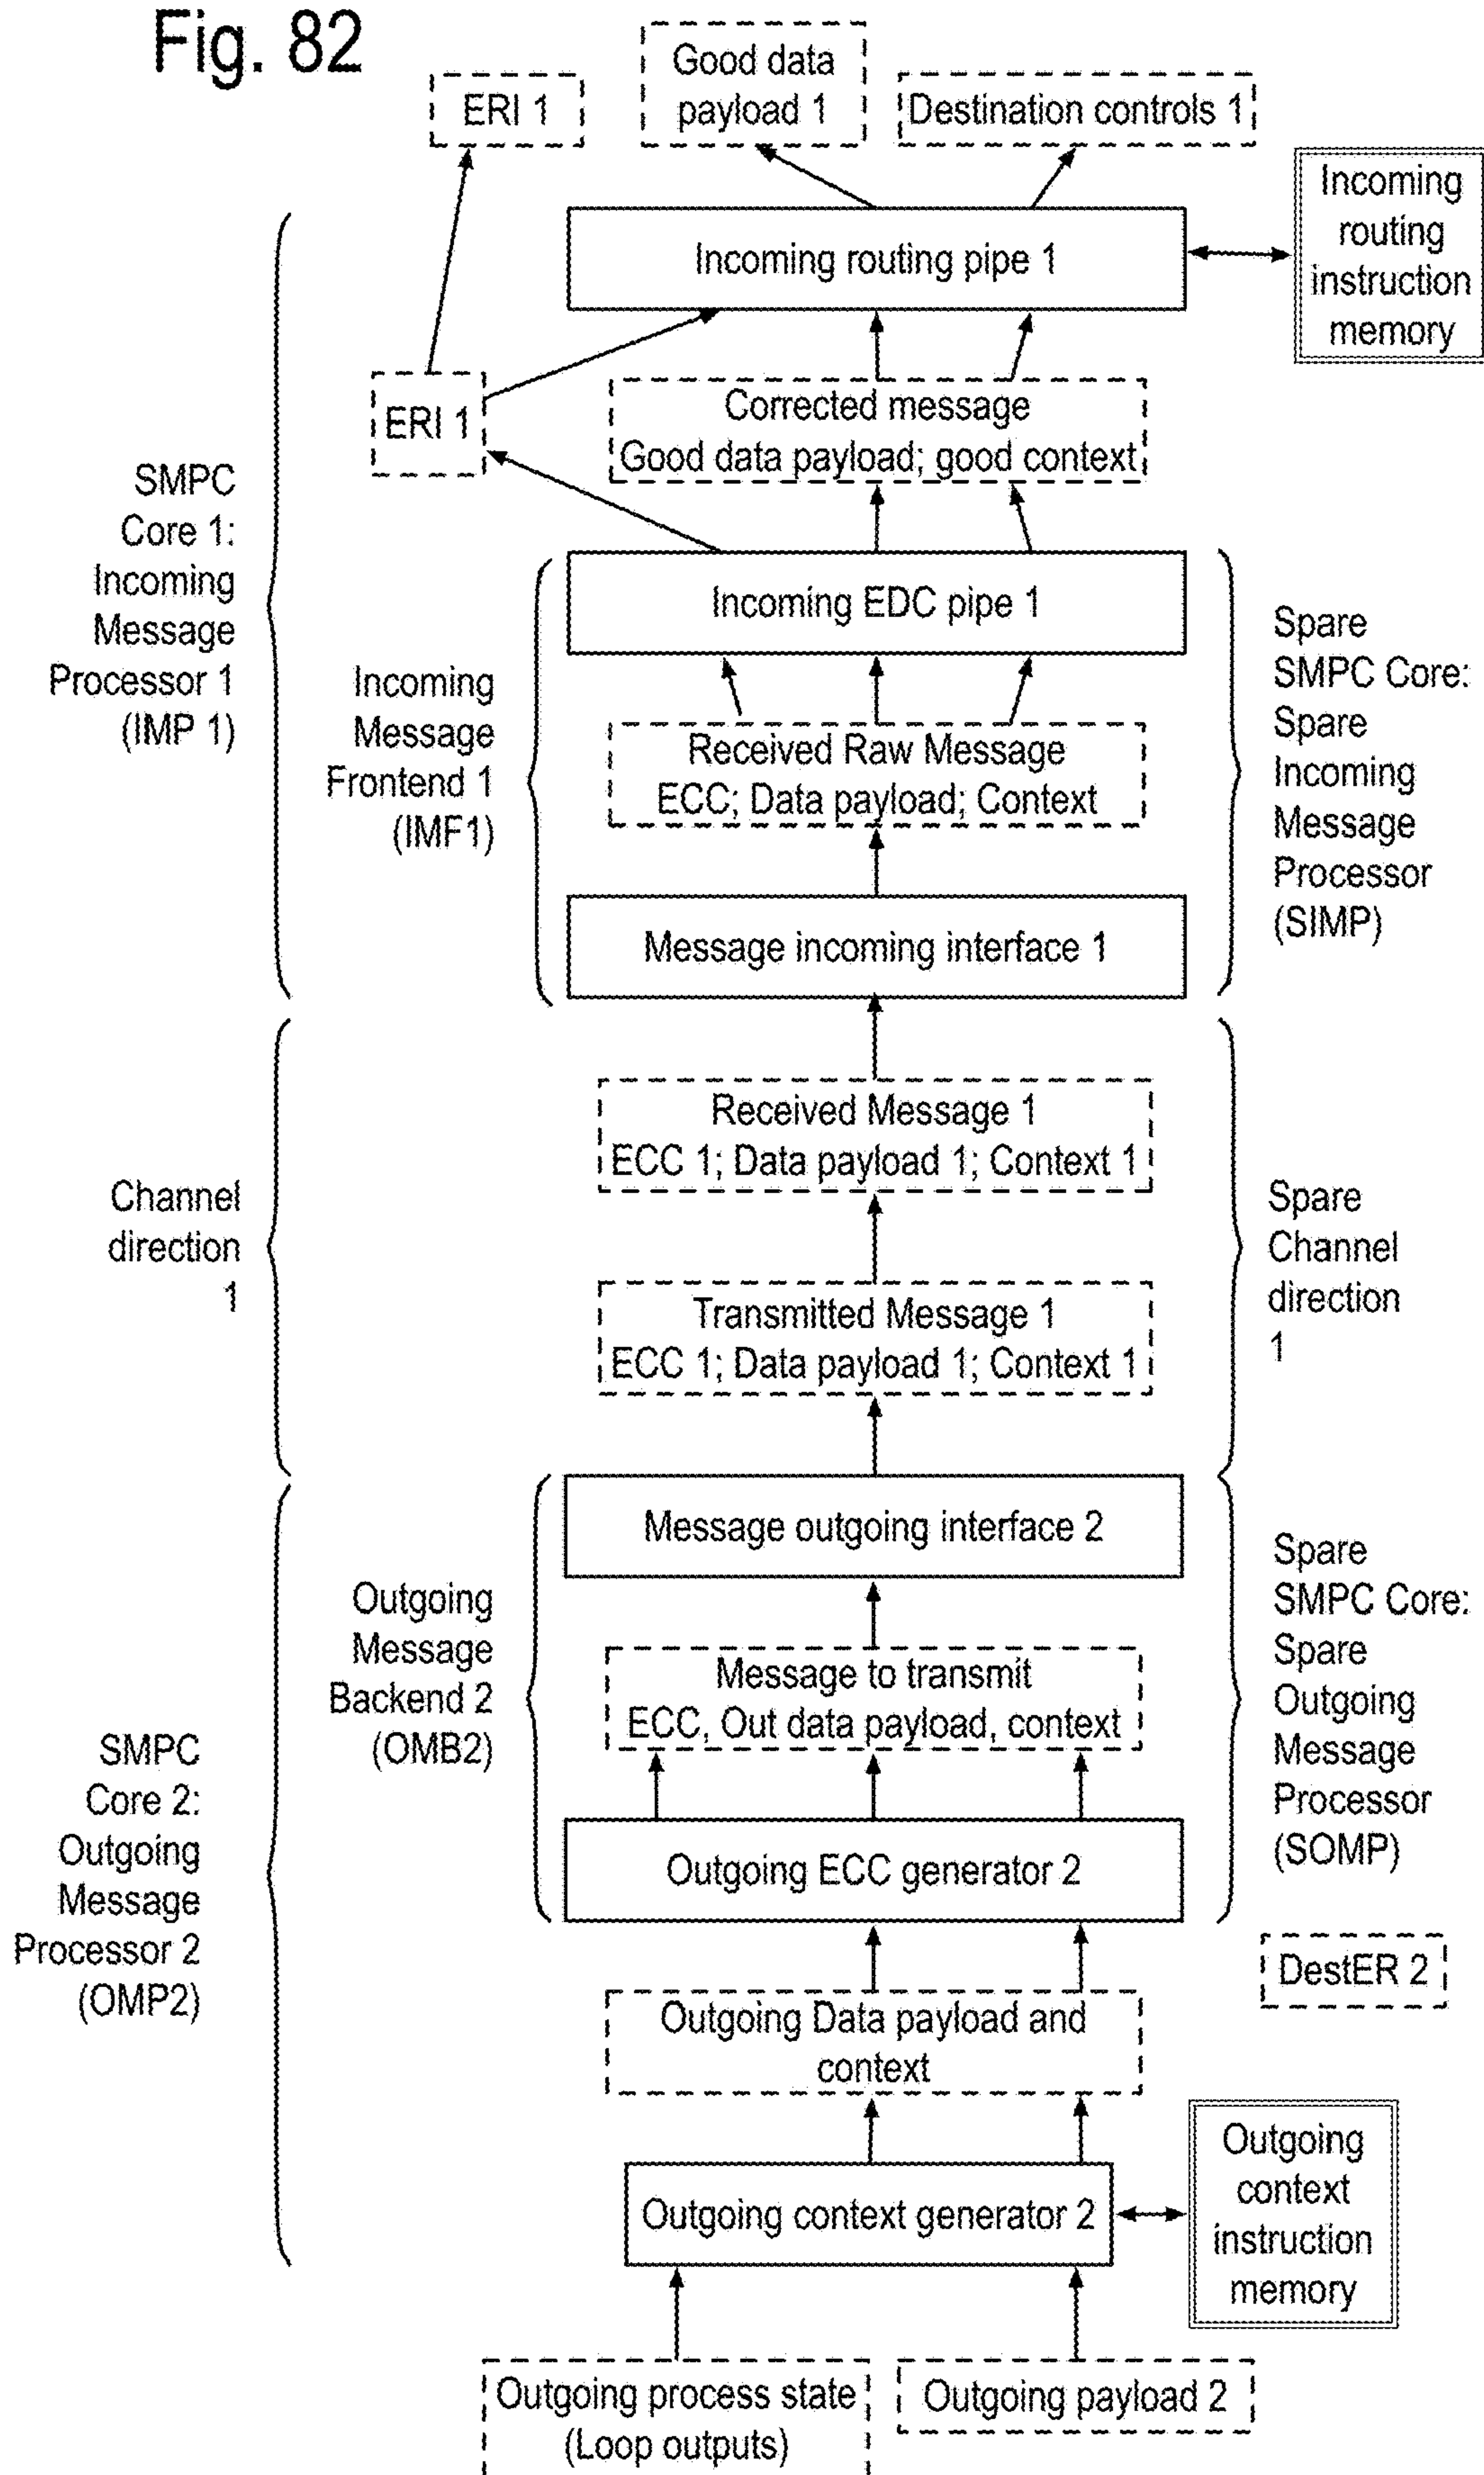 Fig. 82
ERI 1
Good data
payload 1
Destination controls 1
Incoming
routing
instruction
memory
Incoming routing pipe 1
ERI 1
Corrected message
Good data payload; good context
SMPC
Core 1:
Incoming
Message
Processor 1
(IMP 1)
Incoming EDC pipe 1
Incoming
Message
Frontend 1
(IMF1)
Received Raw Message
ECC; Data payload; Context
Message incoming interface 1
Spare
SMPC Core:
Spare
Incoming
Message
Processor
(SIMP)
Received Message 1
ECC 1; Data payload 1; Context 1
Channel
direction
1
Transmitted Message 1
ECC 1; Data payload 1; Context 1
Spare
Channel
direction
1
Message outgoing interface 2
Outgoing
Message
Backend 2
(OMB2)
Message to transmit
ECC, Out data payload, context
Outgoing ECC generator 2
Spare
SMPC Core:
Spare
Outgoing
Message
Processor
(SOMP)
SMPC
Core 2:
Outgoing
Message
Processor 2
(OMP2)
DestER 2
Outgoing Data payload and
context
Outgoing context generator 2
Outgoing
context
instruction
memory
Outgoing process state
(Loop outputs)
Outgoing payload 2